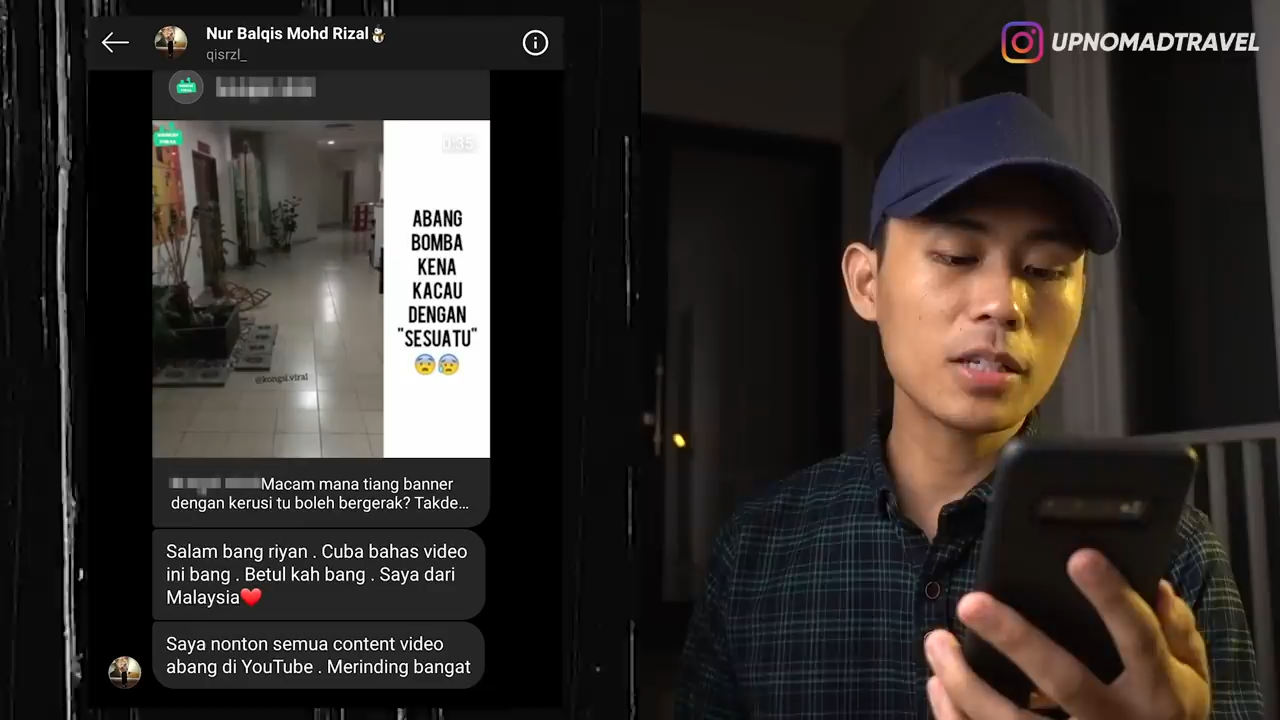 Nur Balqis Mohd Rizal
qisrzl_
UPNOMADTRAVEL
0:35
ABANG
BOMBA
KENA
KACAU
DENGAN
"SESUATU"
@kongsi.viral
Macam mana tiang banner
dengan kerusi tu boleh bergerak? Takde...
Salam bang riyan . Cuba bahas video
ini bang . Betul kah bang . Saya dari
Malaysia❤️
Saya nonton semua content video
abang di YouTube . Merinding bangat